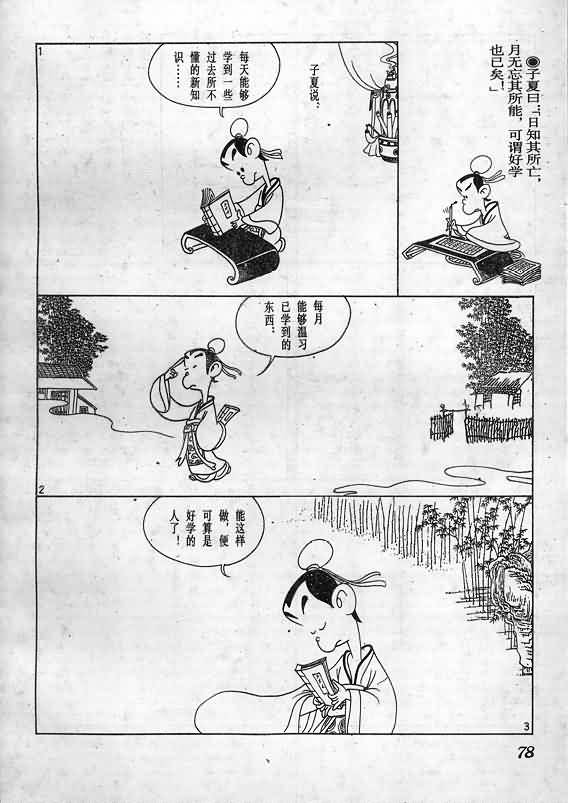 ◉子夏曰：「日知其所亡，
月无忘其所能，可谓好学
也已矣！
1
子夏说：
每天能够
学到一些
过去所不
懂的新知
识……
2
每月
能够温习
已学到的
东西：
能这样
做，便
可算是
好学的
人了！
3
78